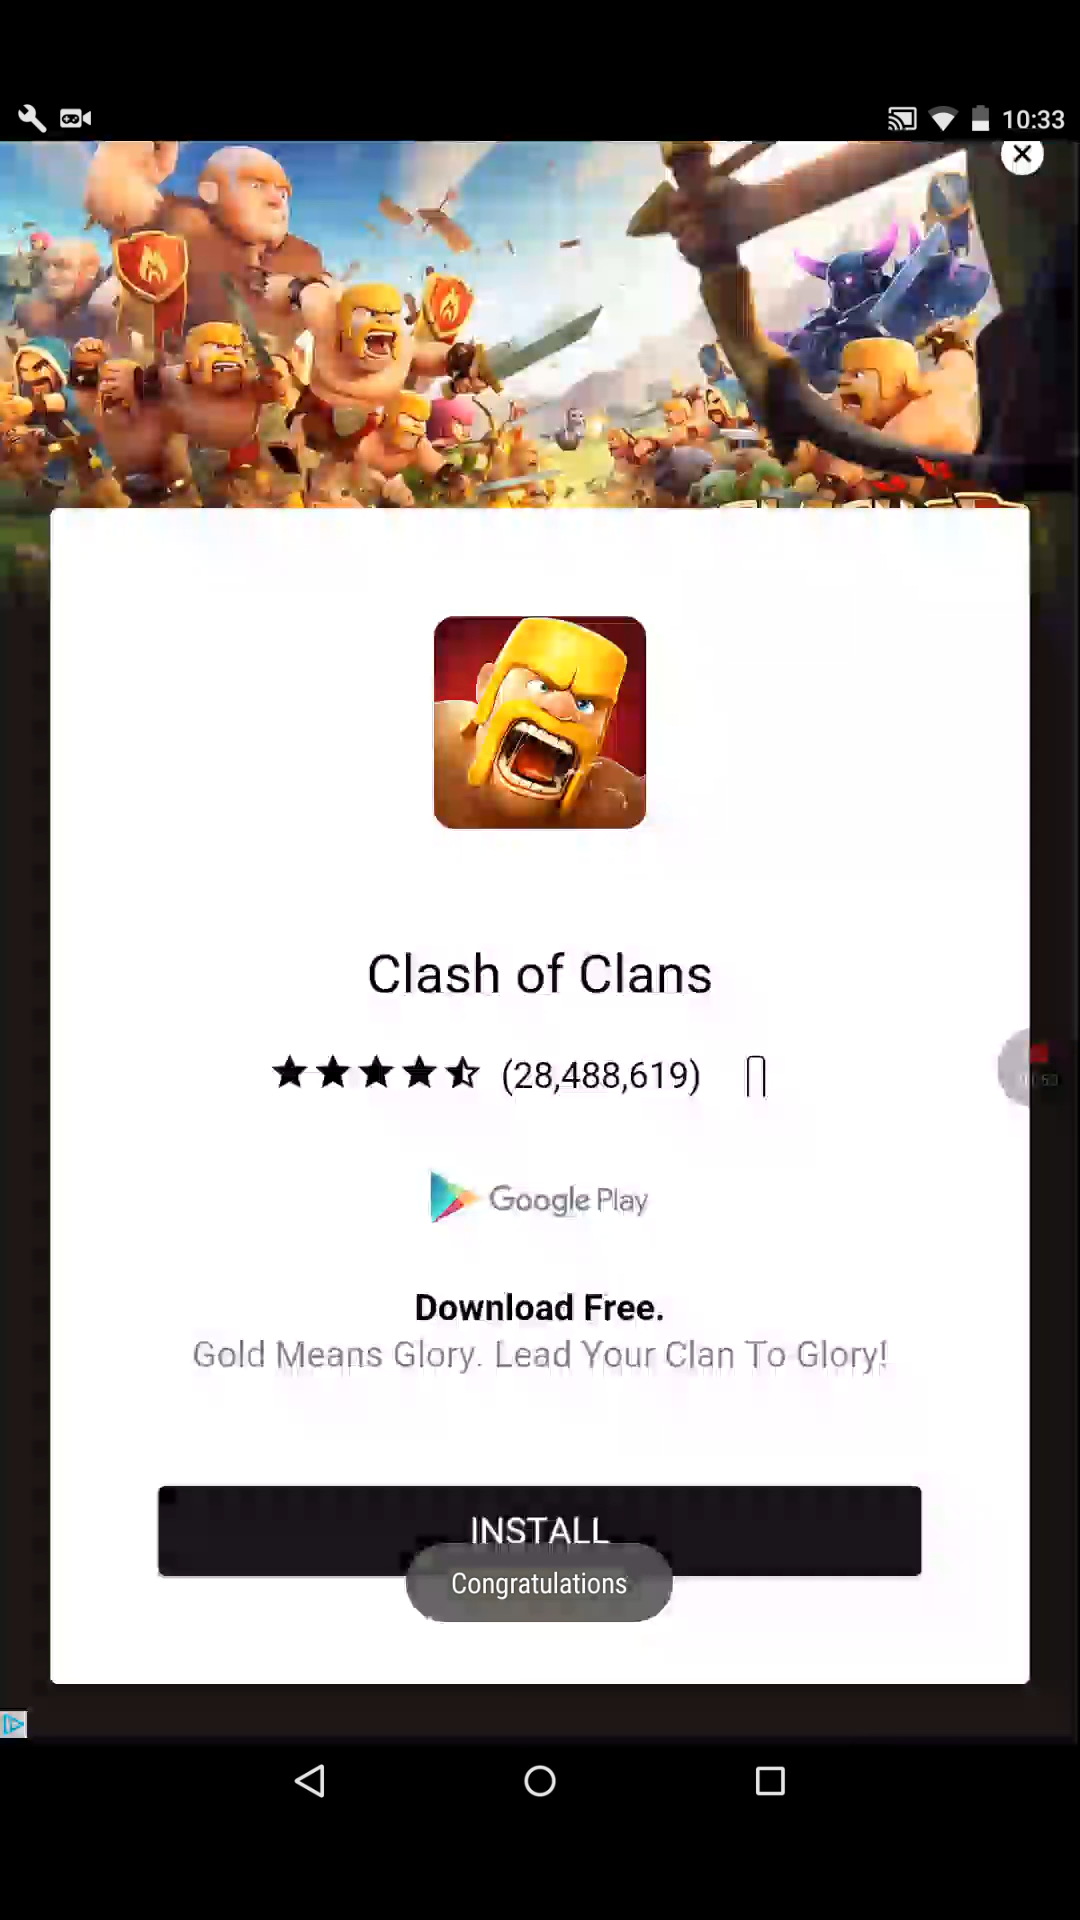 10:33
Clash of Clans
(28,488,619)
Google Play
Download Free.
Gold Means Glory. Lead Your Clan To Glory!
INSTALL
Congratulations